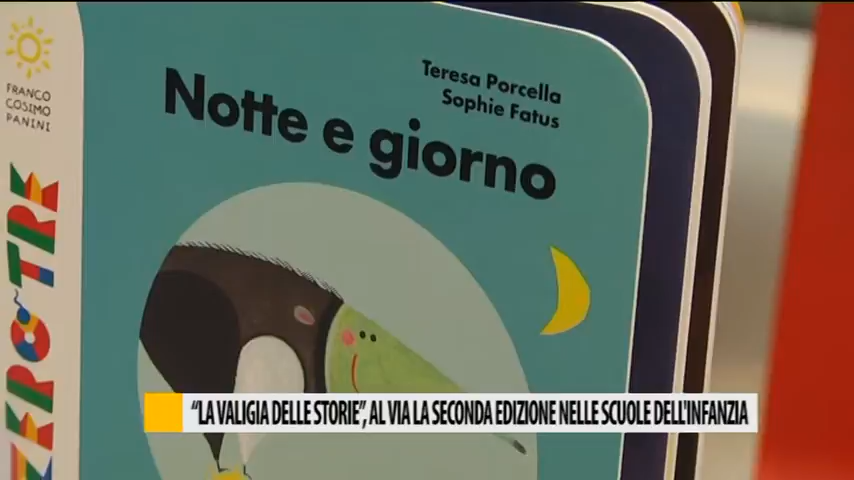 FRANCO
COSIMO
PANINI
ZEROTRE
Teresa Porcella
Sophie Fatus
Notte e giorno
“LA VALIGIA DELLE STORIE”, AL VIA LA SECONDA EDIZIONE NELLE SCUOLE DELL'INFANZIA